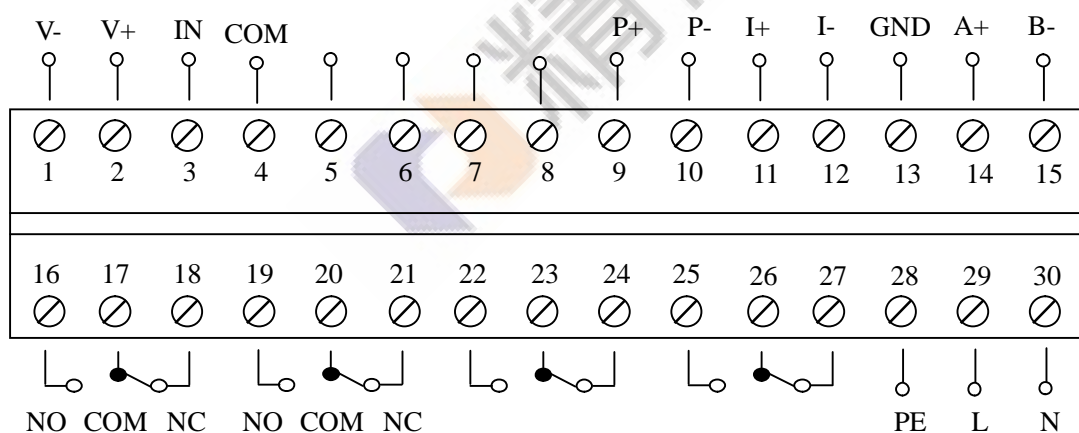 V- V+ IN COM P+ P- I+ I- GND A+ B-
1 2 3 4 5 6 7 8 9 10 11 12 13 14 15
16 17 18 19 20 21 22 23 24 25 26 27 28 29 30
NO COM NC NO COM NC PE L N
精